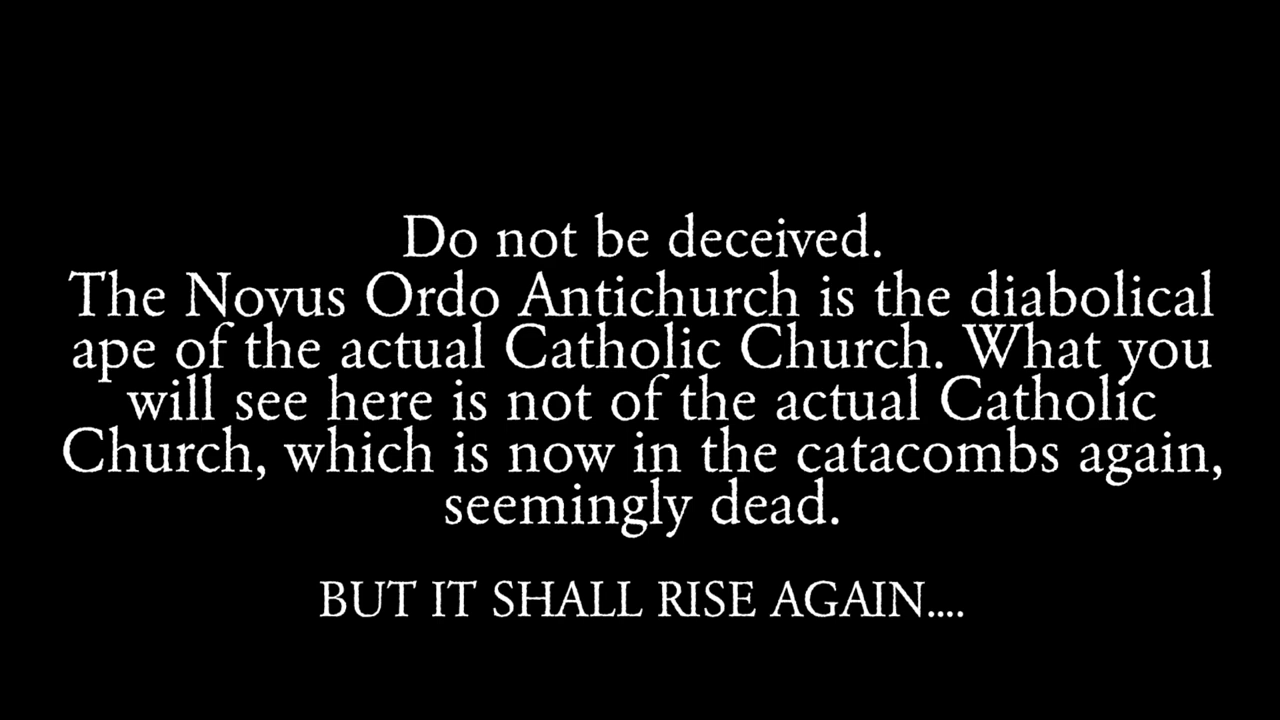 Do not be deceived.
The Novus Ordo Antichurch is the diabolical
ape of the actual Catholic Church. What you
will see here is not of the actual Catholic
Church, which is now in the catacombs again,
seemingly dead.
BUT IT SHALL RISE AGAIN....